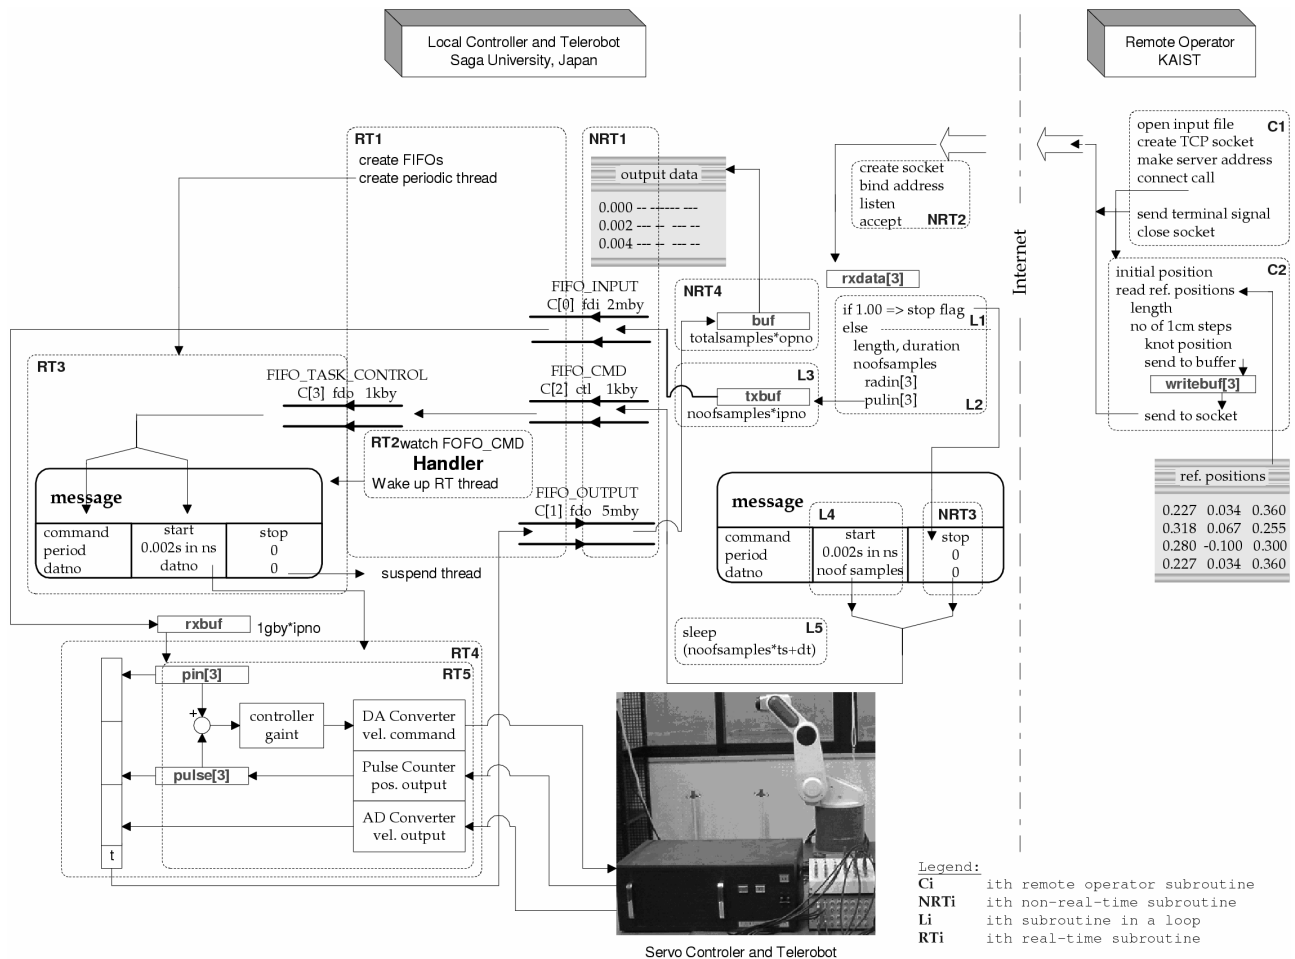 Local Controller and Telerobot
Saga University, Japan
Remote Operator
KAIST
RT1
create FIFOs
create periodic thread
NRT1
output data
0.000 -- ------ ---
0.002 -- -- --- --
0.004 --- -- --- --
create socket
bind address
listen
accept
NRT2
Internet
open input file
C1
create TCP socket
make server address
connect call
send terminal signal
close socket
initial position
C2
read ref. positions
length
no of 1cm steps
knot position
send to buffer
writebuf[3]
send to socket
ref. positions
0.227 0.034 0.360
0.318 0.067 0.255
0.280 -0.100 0.300
0.227 0.034 0.360
rxdata[3]
if 1.00 => stop flag
L1
else
length, duration
noofsamples
radin[3]
pulin[3]
L2
NRT4
buf
totalsamples*opno
L3
txbuf
noofsamples*ipno
FIFO_INPUT
C[0] fdi 2mby
FIFO_CMD
C[2] ctl 1kby
FIFO_OUTPUT
C[1] fdo 5mby
RT3
FIFO_TASK_CONTROL
C[3] fdo 1kby
RT2 watch FOFO_CMD
Handler
Wake up RT thread
message
command start stop
period 0.002s in ns 0
datno datno 0
suspend thread
message
L4
NRT3
command start stop
period 0.002s in ns 0
datno noof samples 0
L5
sleep
(noofsamples*ts+dt)
rxbuf
1gby*ipno
RT4
RT5
pin[3]
+
controller
gaint
DA Converter
vel. command
pulse[3]
Pulse Counter
pos. output
AD Converter
vel. output
t
Servo Controler and Telerobot
Legend:
Ci ith remote operator subroutine
NRTi ith non-real-time subroutine
Li ith subroutine in a loop
RTi ith real-time subroutine